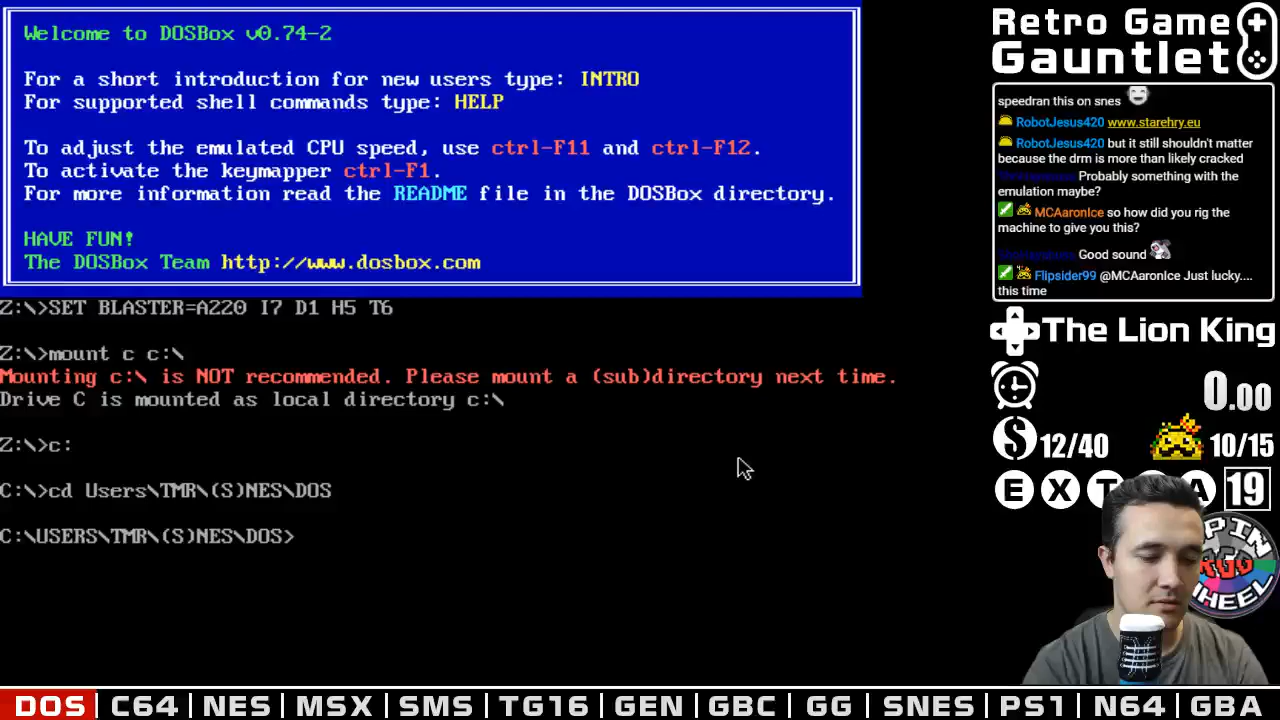 Welcome to DOSBox v0.74-2
For a short introduction for new users type: INTRO
For supported shell commands type: HELP
To adjust the emulated CPU speed, use ctrl-F11 and ctrl-F12.
To activate the keymapper ctrl-F1.
For more information read the README file in the DOSBox directory.
HAVE FUN!
The DOSBox Team http://www.dosbox.com
Z:\>SET BLASTER=A220 I7 D1 H5 T6
Z:\>mount c c:\
Mounting c:\ is NOT recommended. Please mount a (sub)directory next time.
Drive C is mounted as local directory c:\
Z:\>c:
C:\>cd Users\TMR\(S)NES\DOS
C:\USERS\TMR\(S)NES\DOS>
Retro Game
Gauntlet
speedran this on snes
RobotJesus420 www.starehry.eu
RobotJesus420 but it still shouldn't matter
because the drm is more than likely cracked
Probably something with the
emulation maybe?
MCAaronIce so how did you rig the
machine to give you this?
Good sound
Flipsider99 @MCAaronIce Just lucky....
this time
The Lion King
0.00
12/40
10/15
E X T A 19
SPIN
RGG
WHEEL
DOS | C64 | NES | MSX | SMS | TG16 | GEN | GBC | GG | SNES | PS1 | N64 | GBA